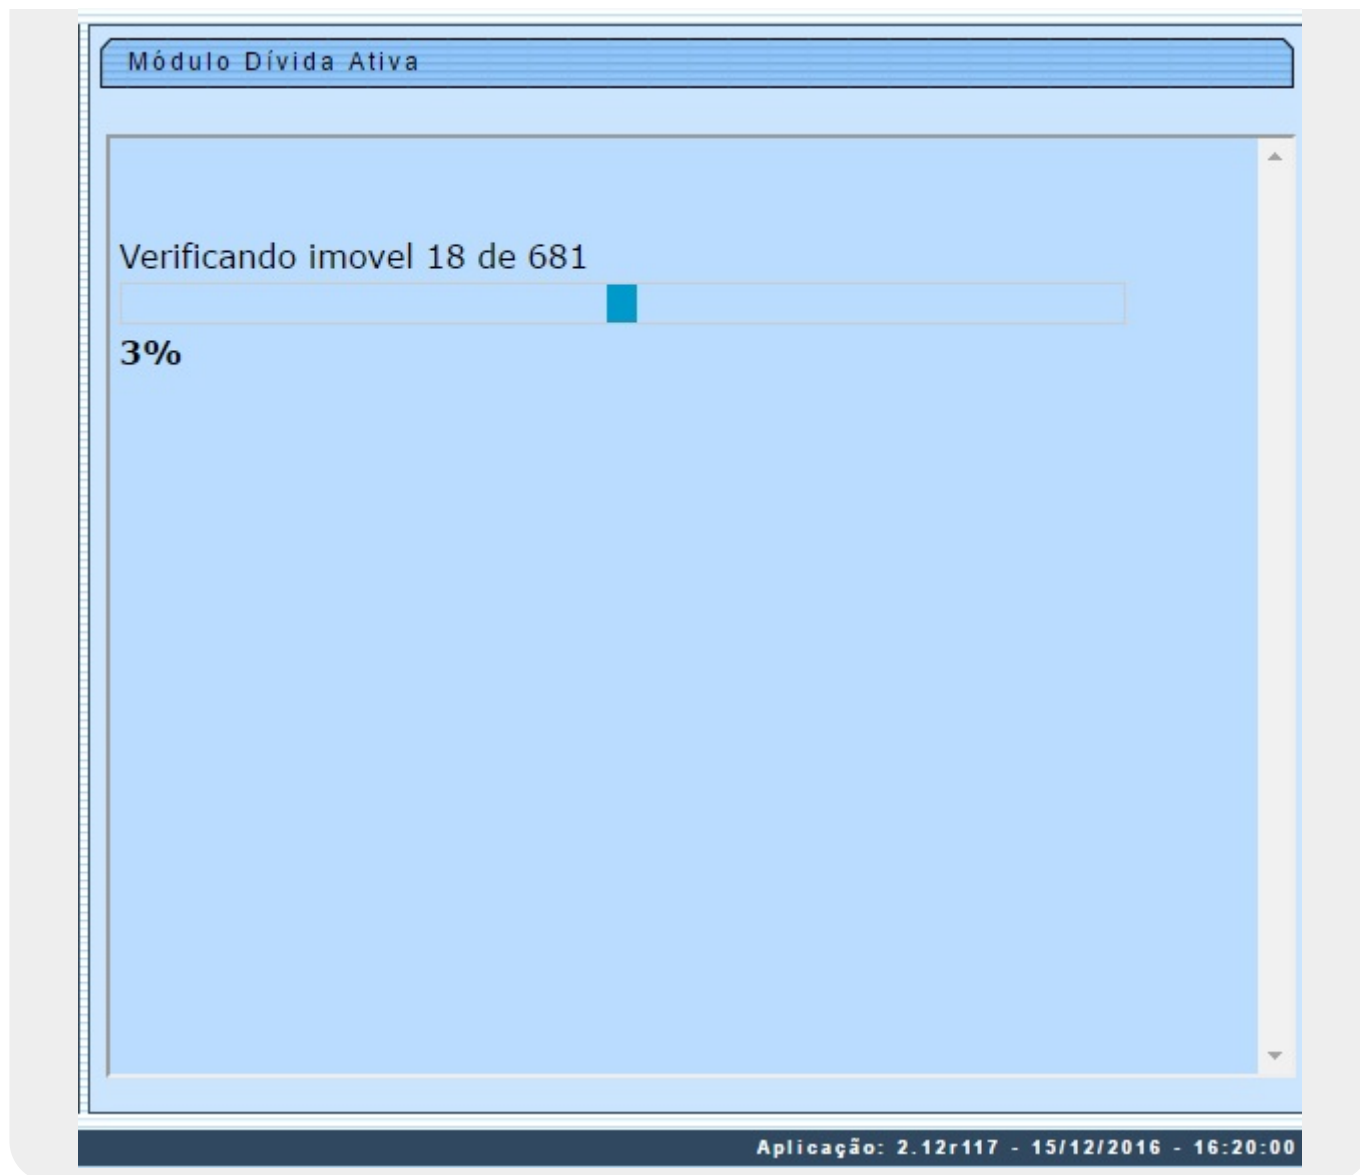 Módulo Dívida Ativa
Verificando imovel 18 de 681
3%
Aplicação: 2.12r117 - 15/12/2016 - 16:20:00